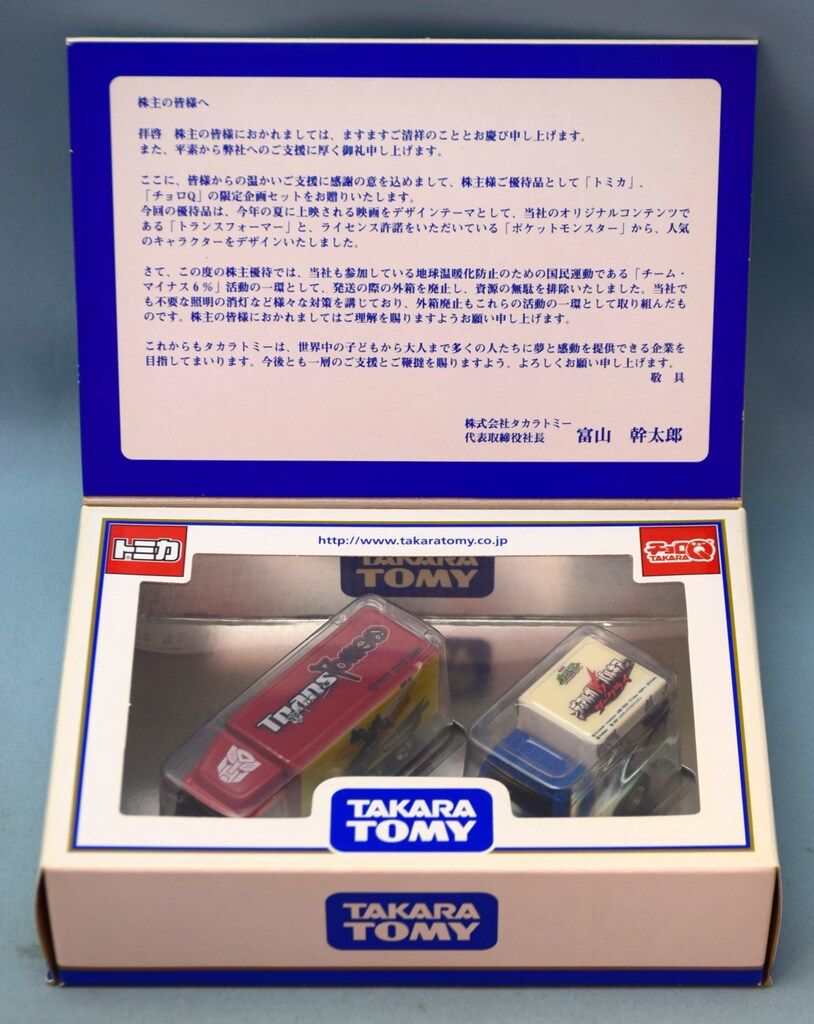 株主の皆様へ
拝啓　株主の皆様におかれましては、ますますご清祥のこととお慶び申し上げます。
また、平素から弊社へのご支援に厚く御礼申し上げます。
ここに、皆様からの温かいご支援に感謝の意を込めまして、株主様ご優待品として「トミカ」、
「チョロQ」の限定企画セットをお贈りいたします。
今回の優待品は、今年の夏に上映される映画をデザインテーマとして、当社のオリジナルコンテンツで
ある「トランスフォーマー」と、ライセンス許諾をいただいている「ポケットモンスター」から、人気
のキャラクターをデザインいたしました。
さて、この度の株主優待では、当社も参加している地球温暖化防止のための国民運動である「チーム・
マイナス6％」活動の一環として、発送の際の外箱を廃止し、資源の無駄を排除いたしました。当社で
も不要な照明の消灯など様々な対策を講じており、外箱廃止もこれらの活動の一環として取り組んだも
のです。株主の皆様におかれましてはご理解を賜りますようお願い申し上げます。
これからもタカラトミーは、世界中の子どもから大人まで多くの人たちに夢と感動を提供できる企業を
目指してまいります。今後とも一層のご支援とご鞭撻を賜りますよう、よろしくお願い申し上げます。
敬具
株式会社タカラトミー
代表取締役社長　富山　幹太郎
トミカ
http://www.takaratomy.co.jp
チョロQ
TAKARA
TAKARA
TOMY
Trans
ディアルガVSパルキア
ダークライ
TAKARA
TOMY
TAKARA
TOMY